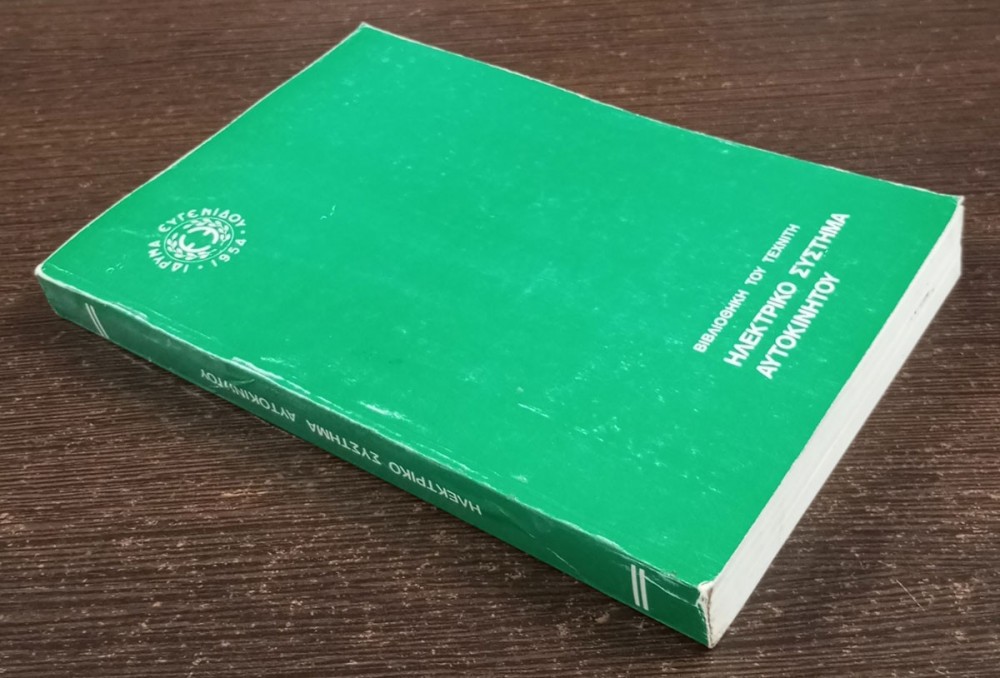 ΒΙΒΛΙΟΘΗΚΗ ΤΟΥ ΤΕΧΝΙΤΗ
ΗΛΕΚΤΡΙΚΟ ΣΥΣΤΗΜΑ
ΑΥΤΟΚΙΝΗΤΟΥ
ΙΔΡΥΜΑ ΕΥΓΕΝΙΔΟΥ · 1954 ·
ΗΛΕΚΤΡΙΚΟ ΣΥΣΤΗΜΑ ΑΥΤΟΚΙΝΗΤΟΥ